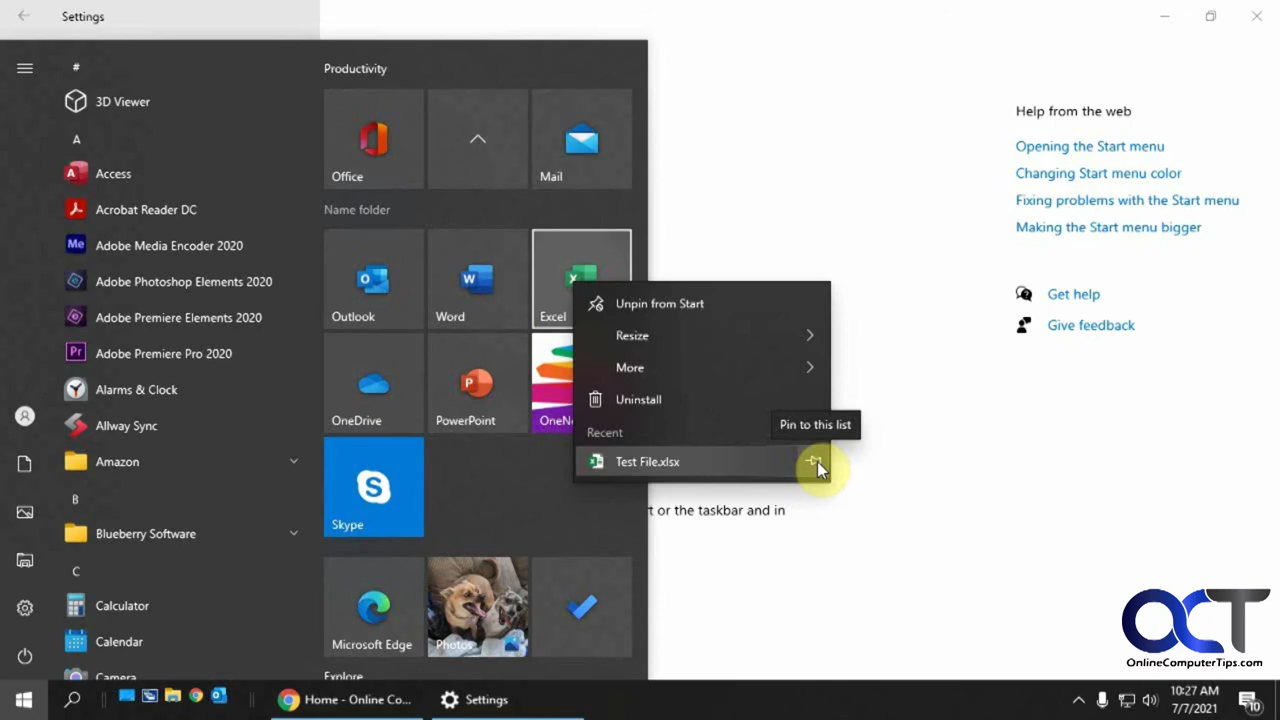 Settings
#
3D Viewer
A
Access
Acrobat Reader DC
Adobe Media Encoder 2020
Adobe Photoshop Elements 2020
Adobe Premiere Elements 2020
Adobe Premiere Pro 2020
Alarms & Clock
Allway Sync
Amazon
B
Blueberry Software
C
Calculator
Calendar
Camera
Productivity
Office
Mail
Name folder
Outlook
Word
Excel
OneDrive
PowerPoint
OneNo
Skype
Microsoft Edge
Photos
Explore
Unpin from Start
Resize
More
Uninstall
Recent
Test File.xlsx
Pin to this list
rt or the taskbar and in
Help from the web
Opening the Start menu
Changing Start menu color
Fixing problems with the Start menu
Making the Start menu bigger
Get help
Give feedback
OCT
OnlineComputerTips.com
Home - Online Co...
Settings
10:27 AM
7/7/2021
10